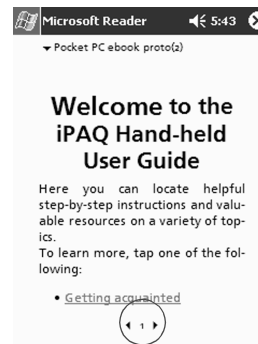 Microsoft Reader 5:43
Pocket PC ebook proto(2)
Welcome to the
iPAQ Hand-held
User Guide
Here you can locate helpful
step-by-step instructions and valu-
able resources on a variety of top-
ics.
To learn more, tap one of the fol-
lowing:
• Getting acquainted
1